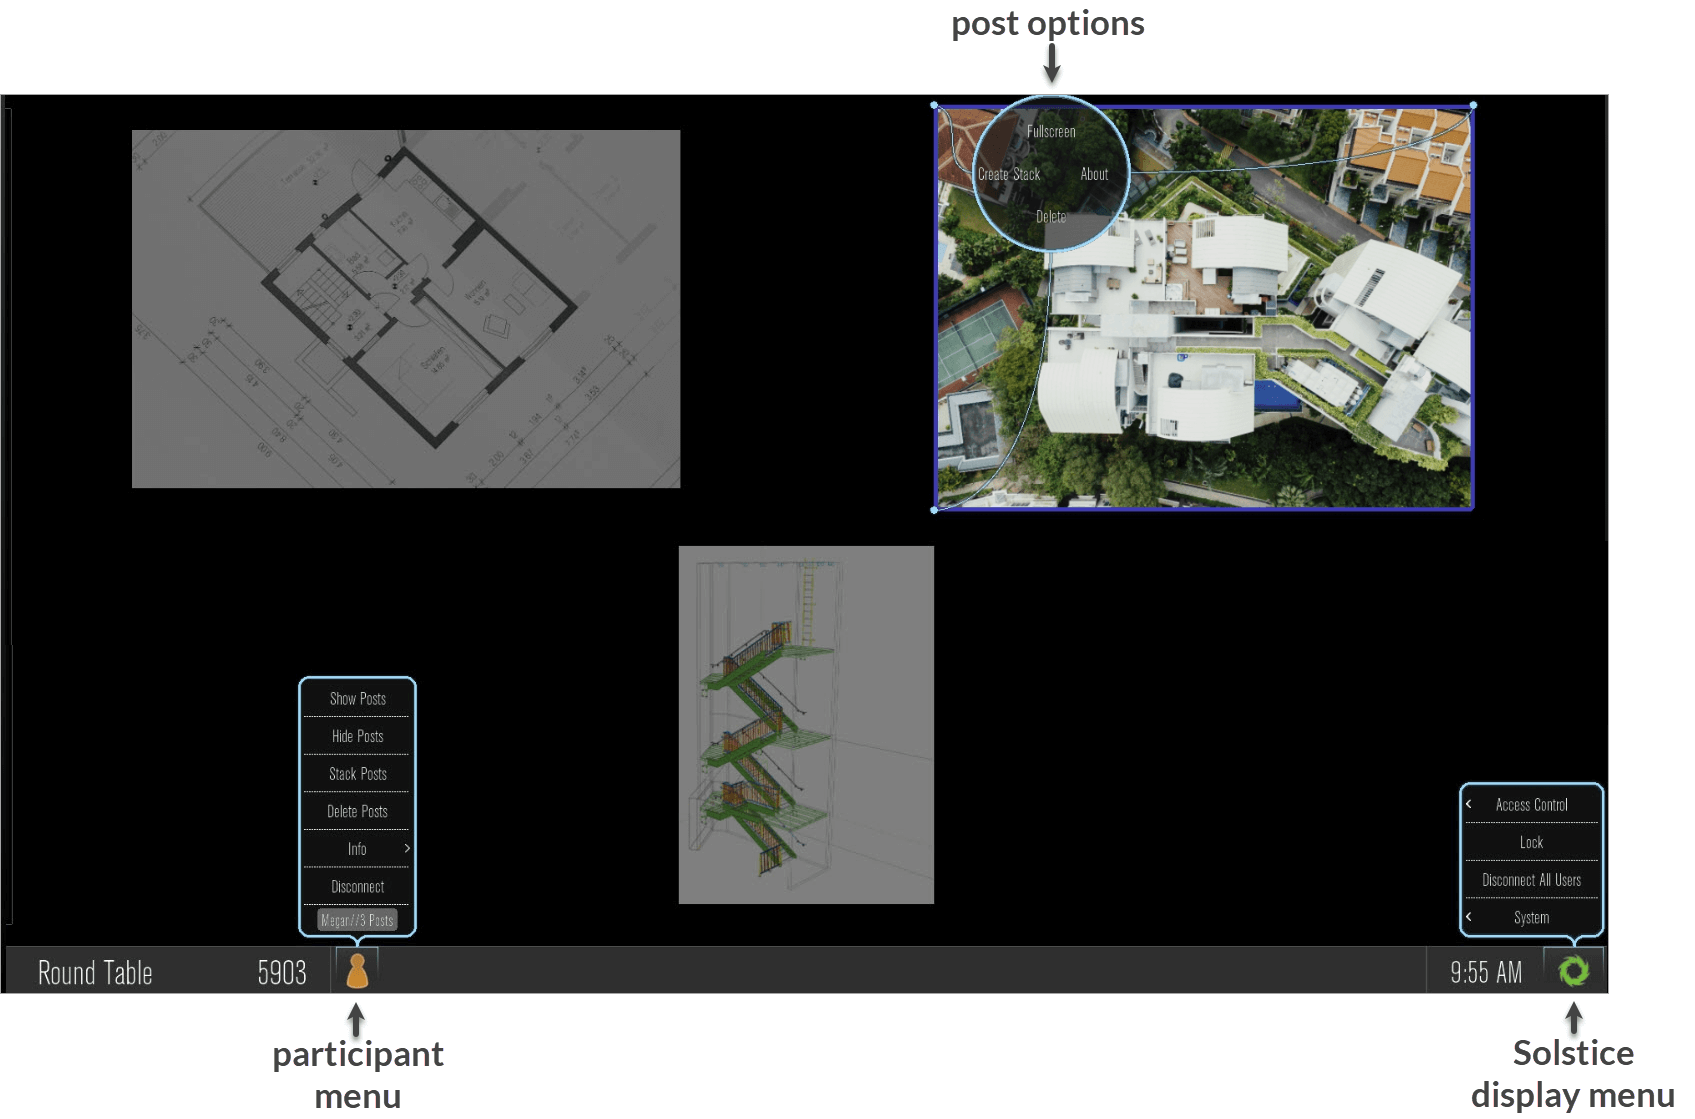 post options
Fullscreen
Create Stack
About
Delete
Show Posts
Hide Posts
Stack Posts
Delete Posts
Info
Disconnect
3 Posts
Access Control
Lock
Disconnect All Users
System
Round Table
5903
9:55 AM
participant
menu
Solstice
display menu